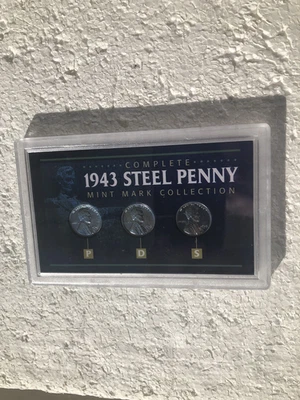 COMPLETE
1943 STEEL PENNY
MINT MARK COLLECTION
P D S